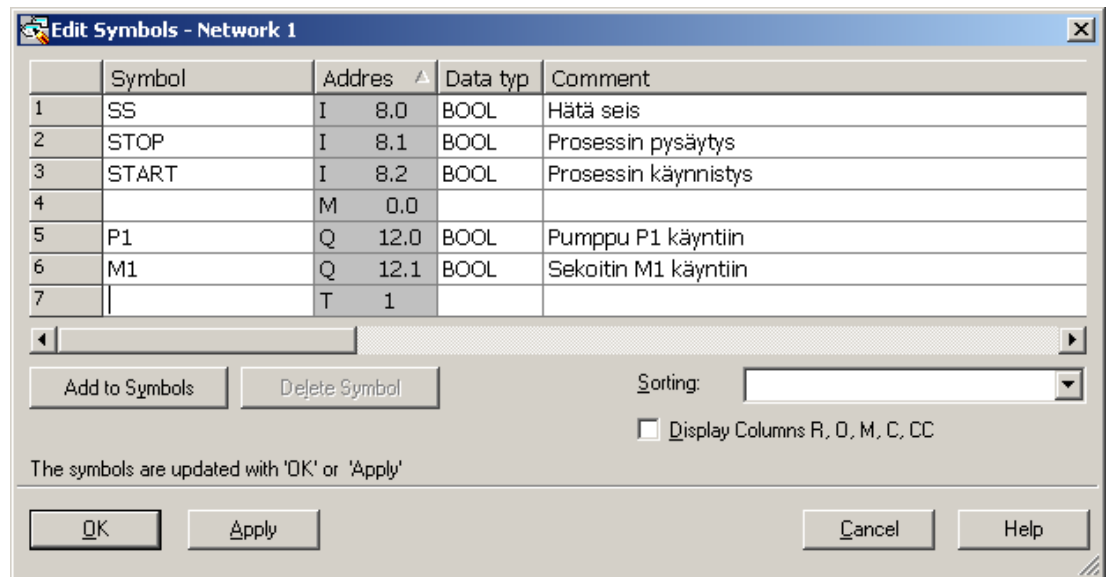 Edit Symbols - Network 1
Symbol Addres Data typ Comment
1 SS I 8.0 BOOL Hätä seis
2 STOP I 8.1 BOOL Prosessin pysäytys
3 START I 8.2 BOOL Prosessin käynnistys
4 M 0.0
5 P1 Q 12.0 BOOL Pumppu P1 käyntiin
6 M1 Q 12.1 BOOL Sekoitin M1 käyntiin
7 T 1
Add to Symbols Delete Symbol Sorting:
Display Columns R, O, M, C, CC
The symbols are updated with 'OK' or 'Apply'
OK Apply Cancel Help